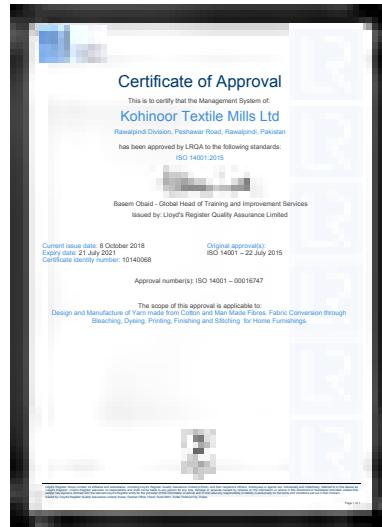 Certificate of Approval
This is to certify that the Management System of:
Kohinoor Textile Mills Ltd
Rawalpindi Division, Peshawar Road, Rawalpindi, Pakistan
has been approved by LRQA to the following standards:
ISO 14001:2015
Basem Obaid - Global Head of Training and Improvement Services
Issued by: Lloyd's Register Quality Assurance Limited
Current issue date: 8 October 2018
Expiry date: 21 July 2021
Certificate identity number: 10140068
Original approval(s):
ISO 14001 – 22 July 2015
Approval number(s): ISO 14001 – 00016747
The scope of this approval is applicable to:
Design and Manufacture of Yarn made from Cotton and Man Made Fibres. Fabric Conversion through
Bleaching, Dyeing, Printing, Finishing and Stitching for Home Furnishings.
Page 1 of 1